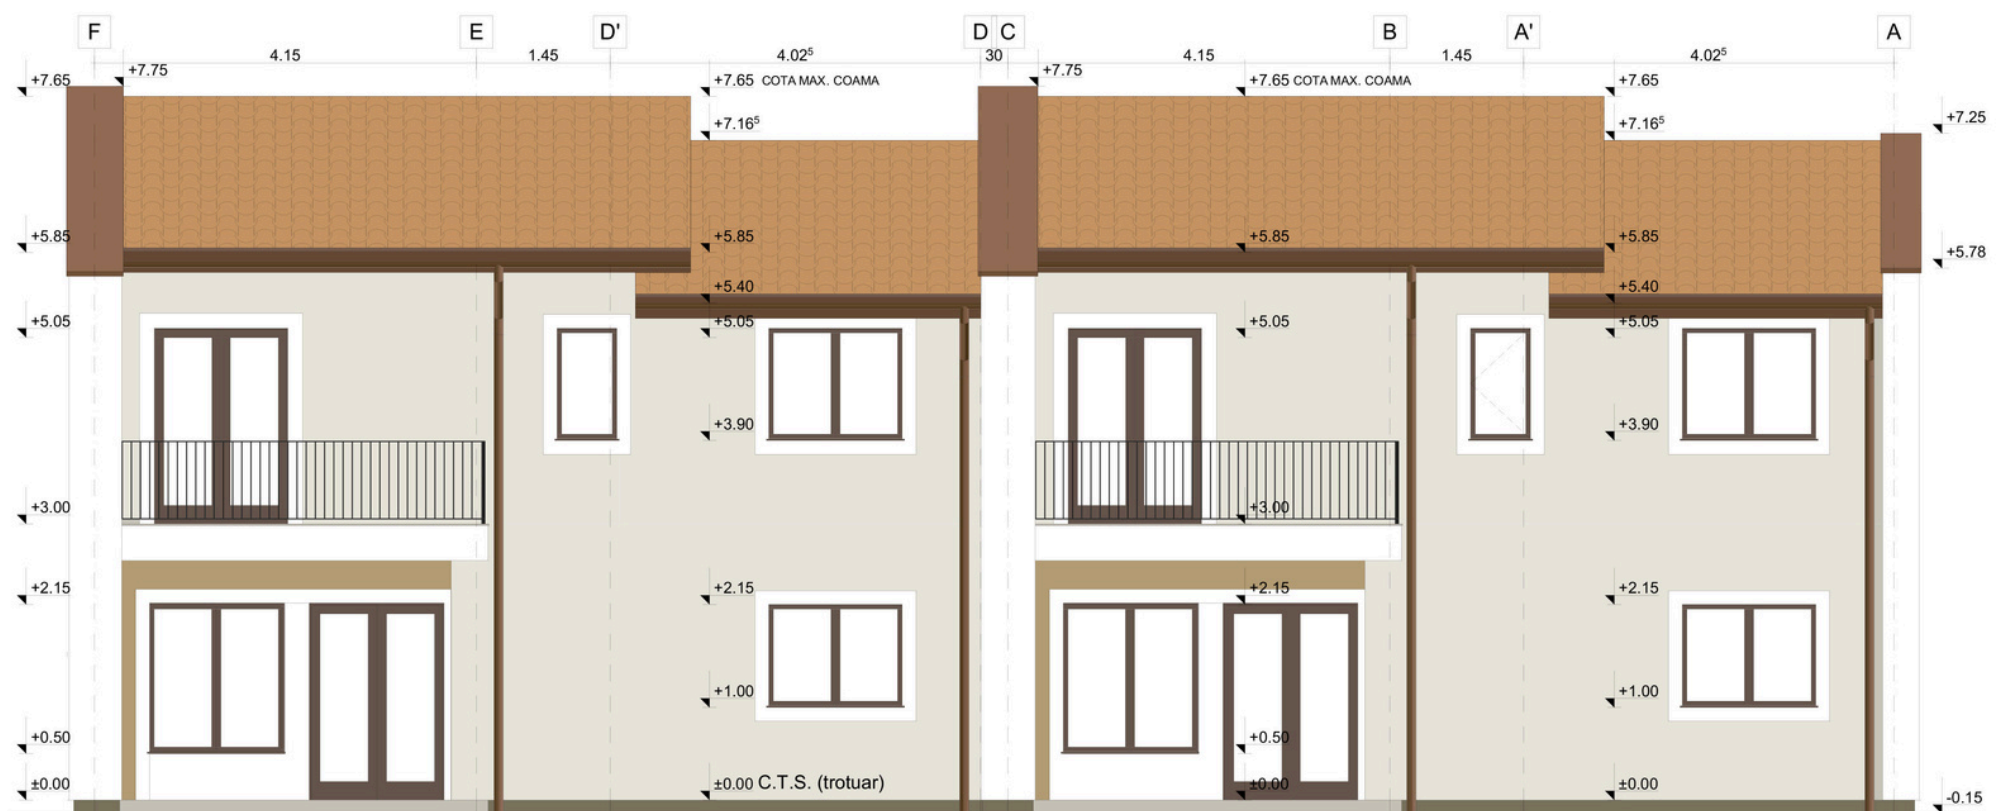 F E D' D C B A' A
4.15 1.45 4.02⁵ 30 4.15 1.45 4.02⁵
+7.65 +7.75 +7.65 COTA MAX. COAMA +7.75 +7.65 COTA MAX. COAMA +7.65
+7.16⁵ +7.16⁵ +7.25
+5.85 +5.85 +5.85 +5.85 +5.78
+5.40 +5.40
+5.05 +5.05 +5.05 +5.05
+3.90 +3.90
+3.00 +3.00
+2.15 +2.15 +2.15 +2.15
+1.00 +1.00
+0.50 +0.50
±0.00 ±0.00 C.T.S. (trotuar) ±0.00 ±0.00 -0.15